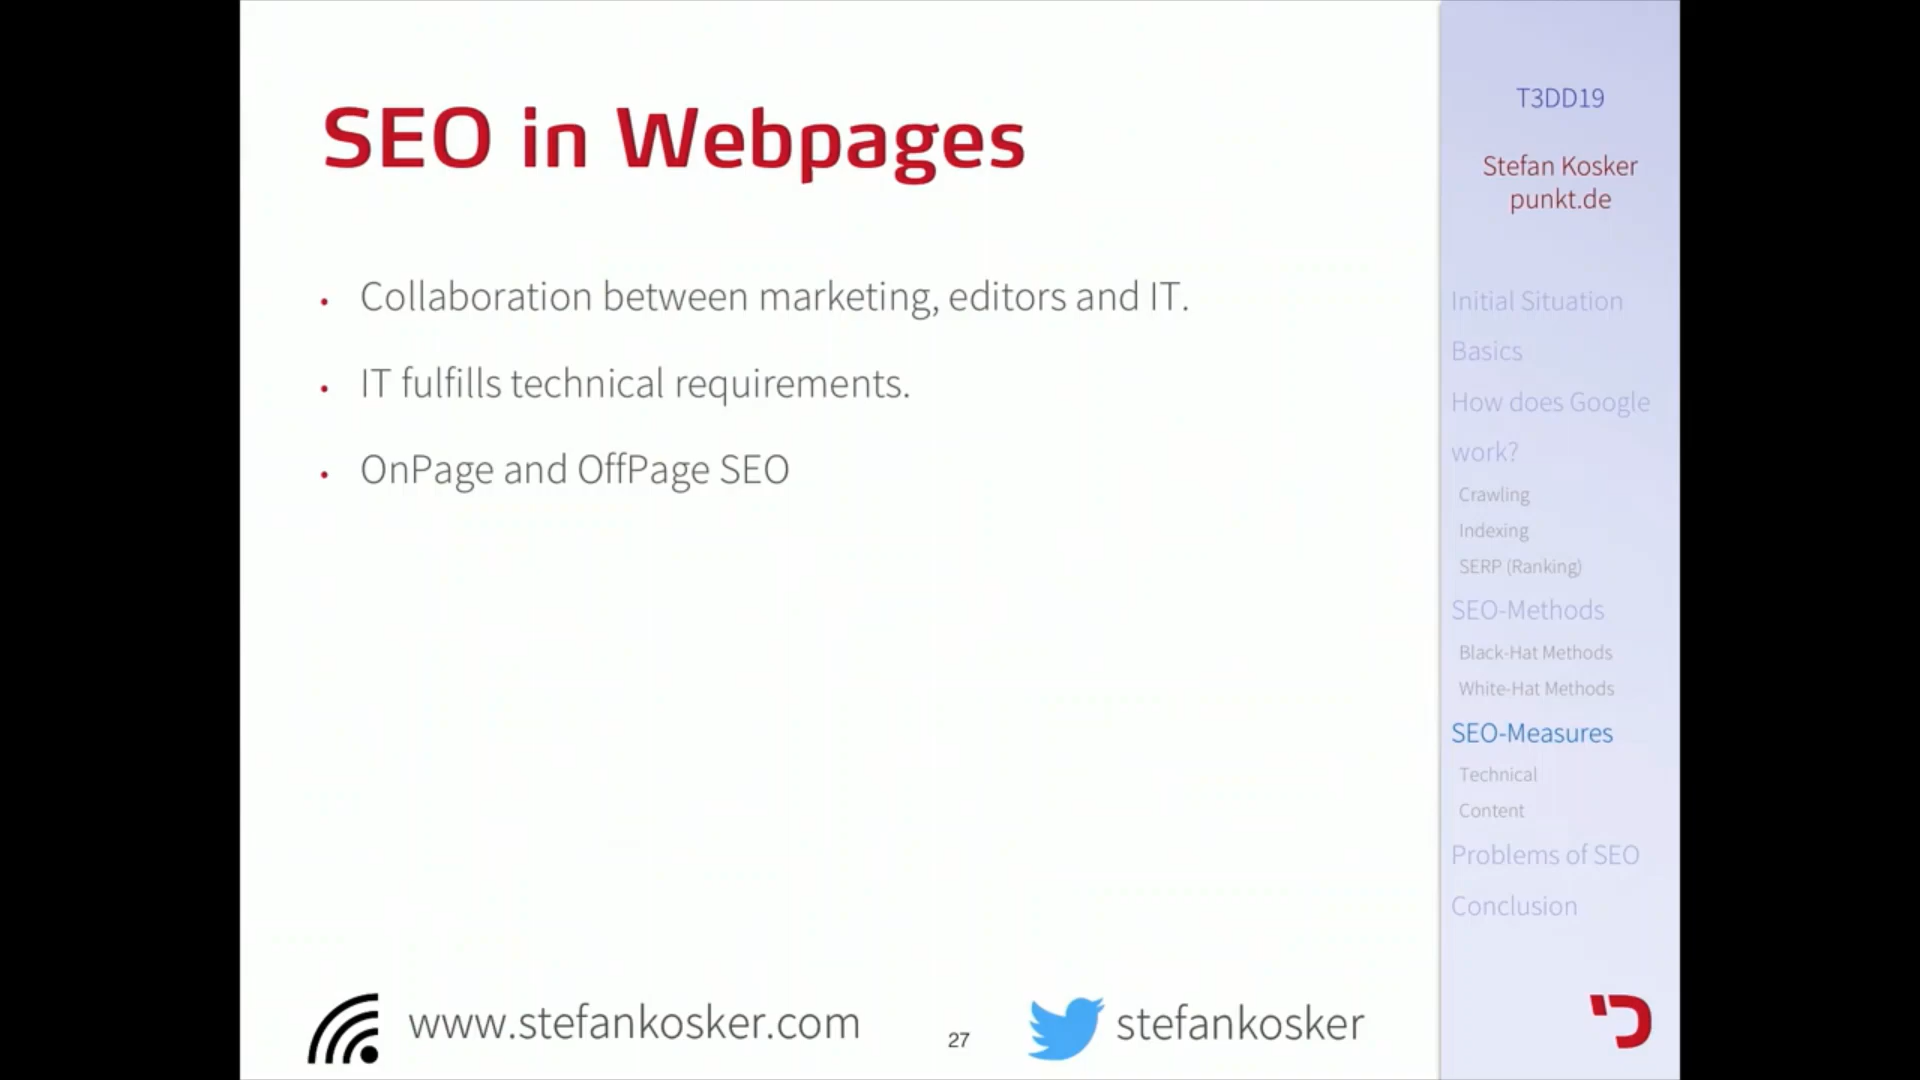 SEO in Webpages
• Collaboration between marketing, editors and IT.
• IT fulfills technical requirements.
• OnPage and OffPage SEO
www.stefankosker.com
27
stefankosker
T3DD19
Stefan Kosker
punkt.de
Initial Situation
Basics
How does Google
work?
Crawling
Indexing
SERP (Ranking)
SEO-Methods
Black-Hat Methods
White-Hat Methods
SEO-Measures
Technical
Content
Problems of SEO
Conclusion